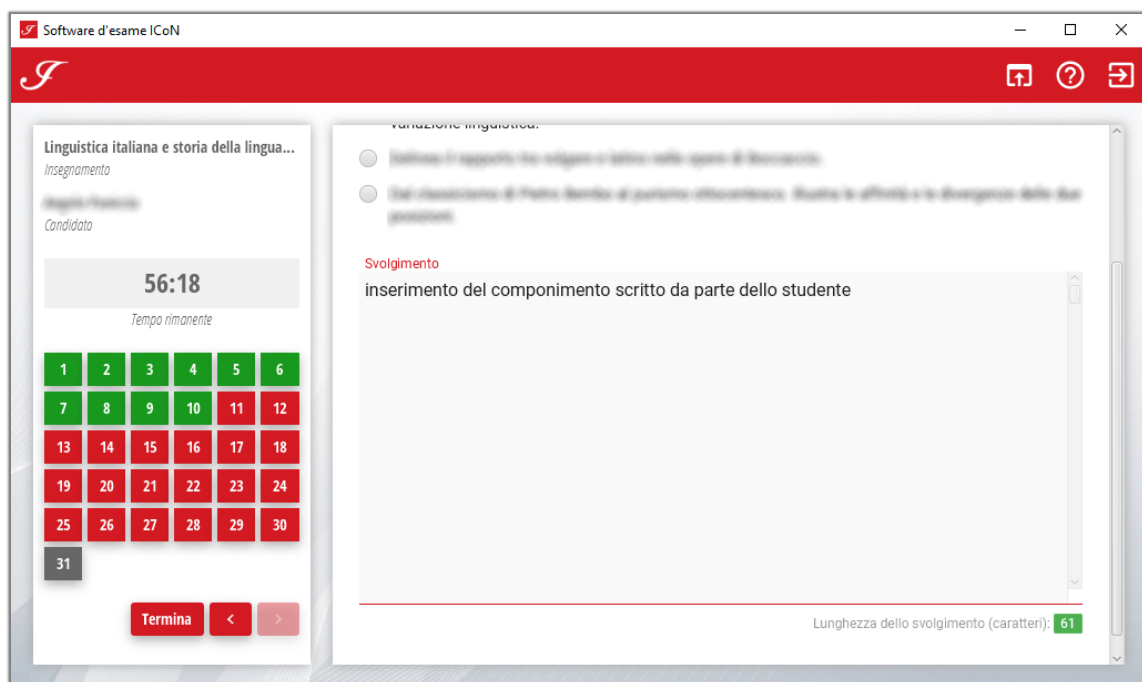 Software d'esame ICoN
Linguistica italiana e storia della lingua...
Insegnamento
Candidato
56:18
Tempo rimanente
1 2 3 4 5 6
7 8 9 10 11 12
13 14 15 16 17 18
19 20 21 22 23 24
25 26 27 28 29 30
31
Termina < >
variazione linguistica.
Svolgimento
inserimento del componimento scritto da parte dello studente
Lunghezza dello svolgimento (caratteri): 61